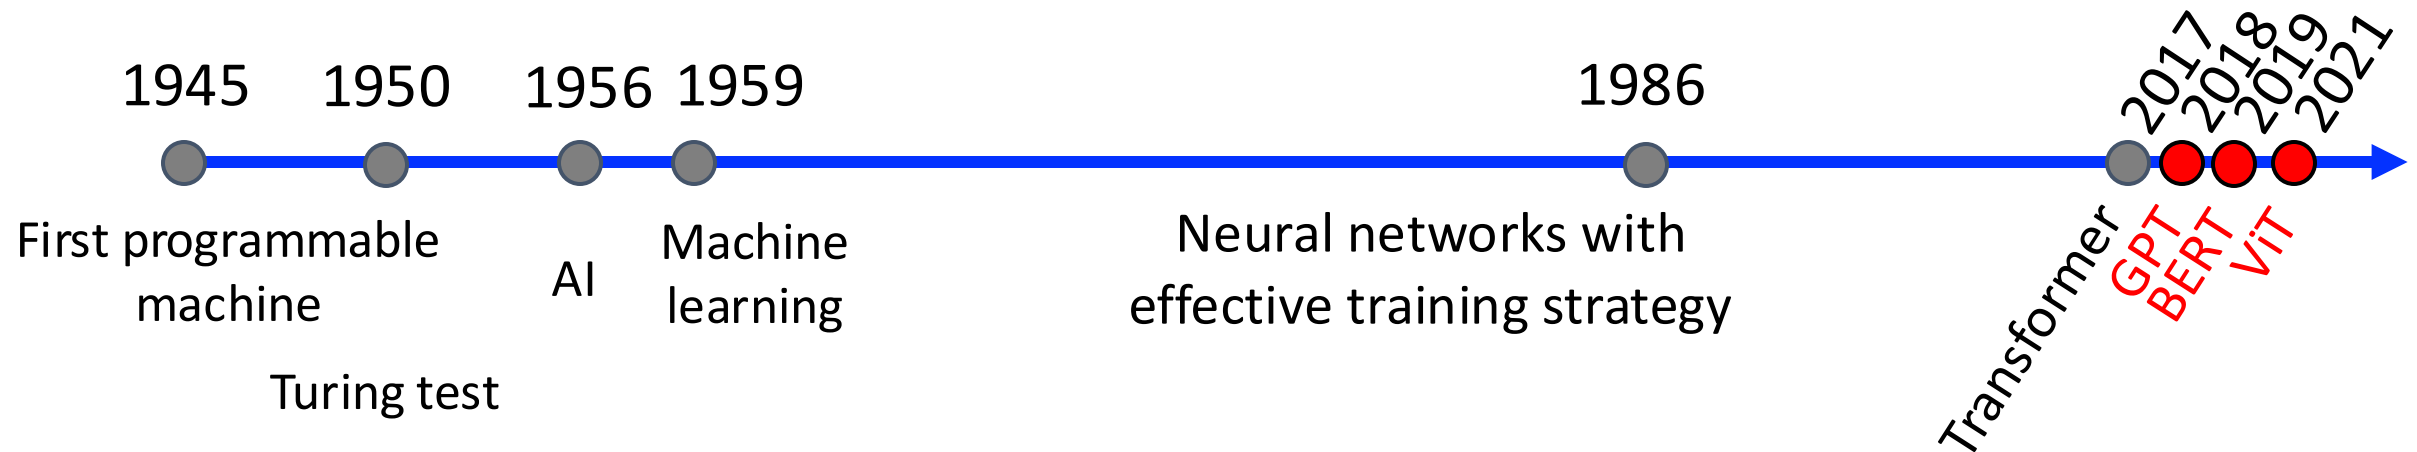 1945
1950
1956
1959
1986
2017
2018
2019
2021
First programmable
machine
Turing test
AI
Machine
learning
Neural networks with
effective training strategy
Transformer
GPT
BERT
ViT